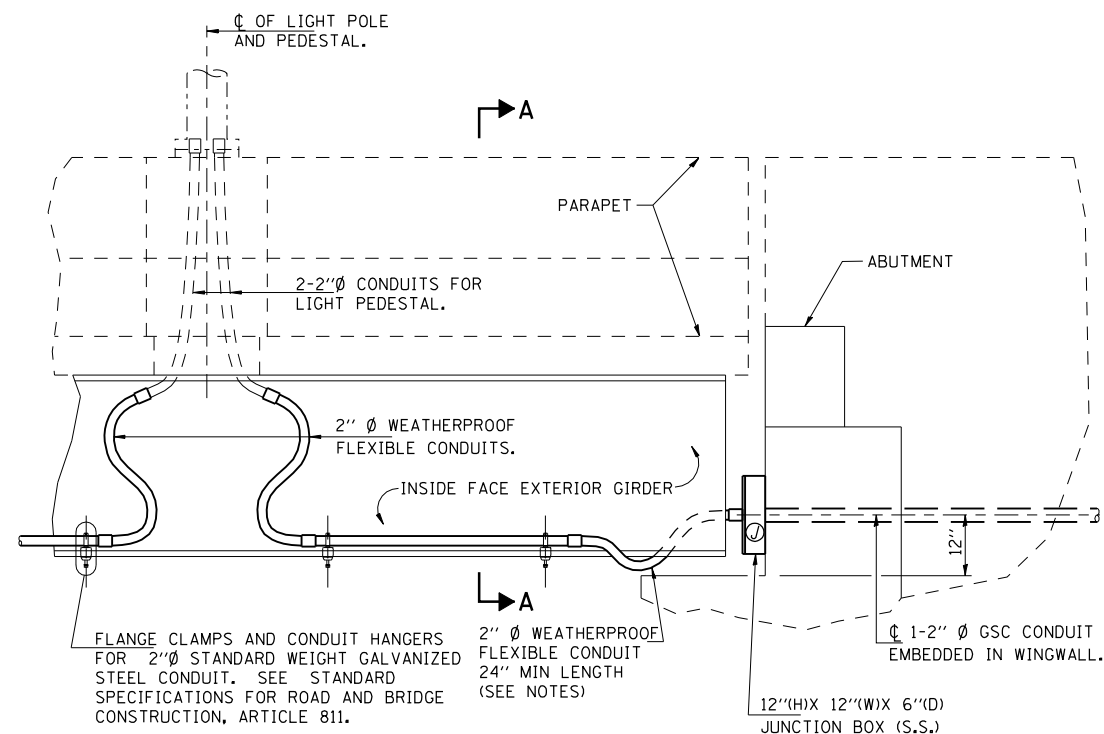 ℄ OF LIGHT POLE
AND PEDESTAL.
A
PARAPET
ABUTMENT
2-2''Ø CONDUITS FOR
LIGHT PEDESTAL.
2'' Ø WEATHERPROOF
FLEXIBLE CONDUITS.
INSIDE FACE EXTERIOR GIRDER
J
12''
A
FLANGE CLAMPS AND CONDUIT HANGERS
FOR 2''Ø STANDARD WEIGHT GALVANIZED
STEEL CONDUIT. SEE STANDARD
SPECIFICATIONS FOR ROAD AND BRIDGE
CONSTRUCTION, ARTICLE 811.
2'' Ø WEATHERPROOF
FLEXIBLE CONDUIT
24'' MIN LENGTH
(SEE NOTES)
℄ 1-2'' Ø GSC CONDUIT
EMBEDDED IN WINGWALL.
12''(H)X 12''(W)X 6''(D)
JUNCTION BOX (S.S.)